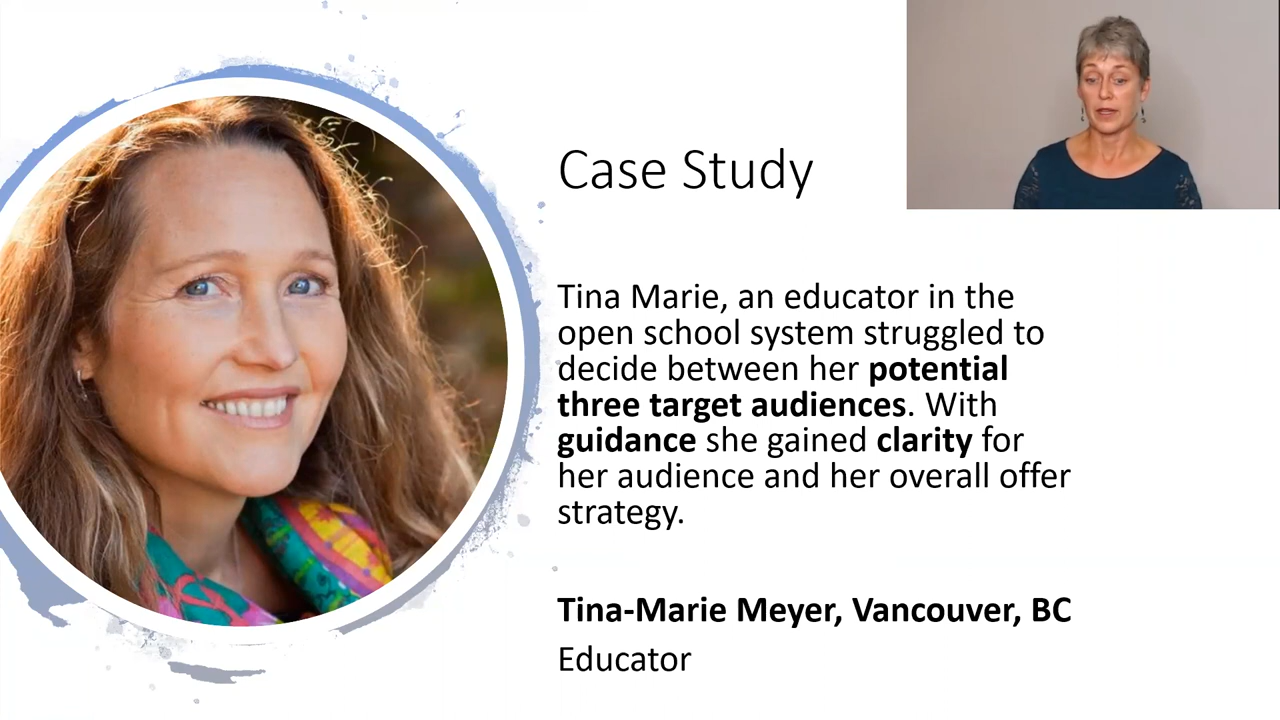 Case Study
Tina Marie, an educator in the
open school system struggled to
decide between her potential
three target audiences. With
guidance she gained clarity for
her audience and her overall offer
strategy.
Tina-Marie Meyer, Vancouver, BC
Educator